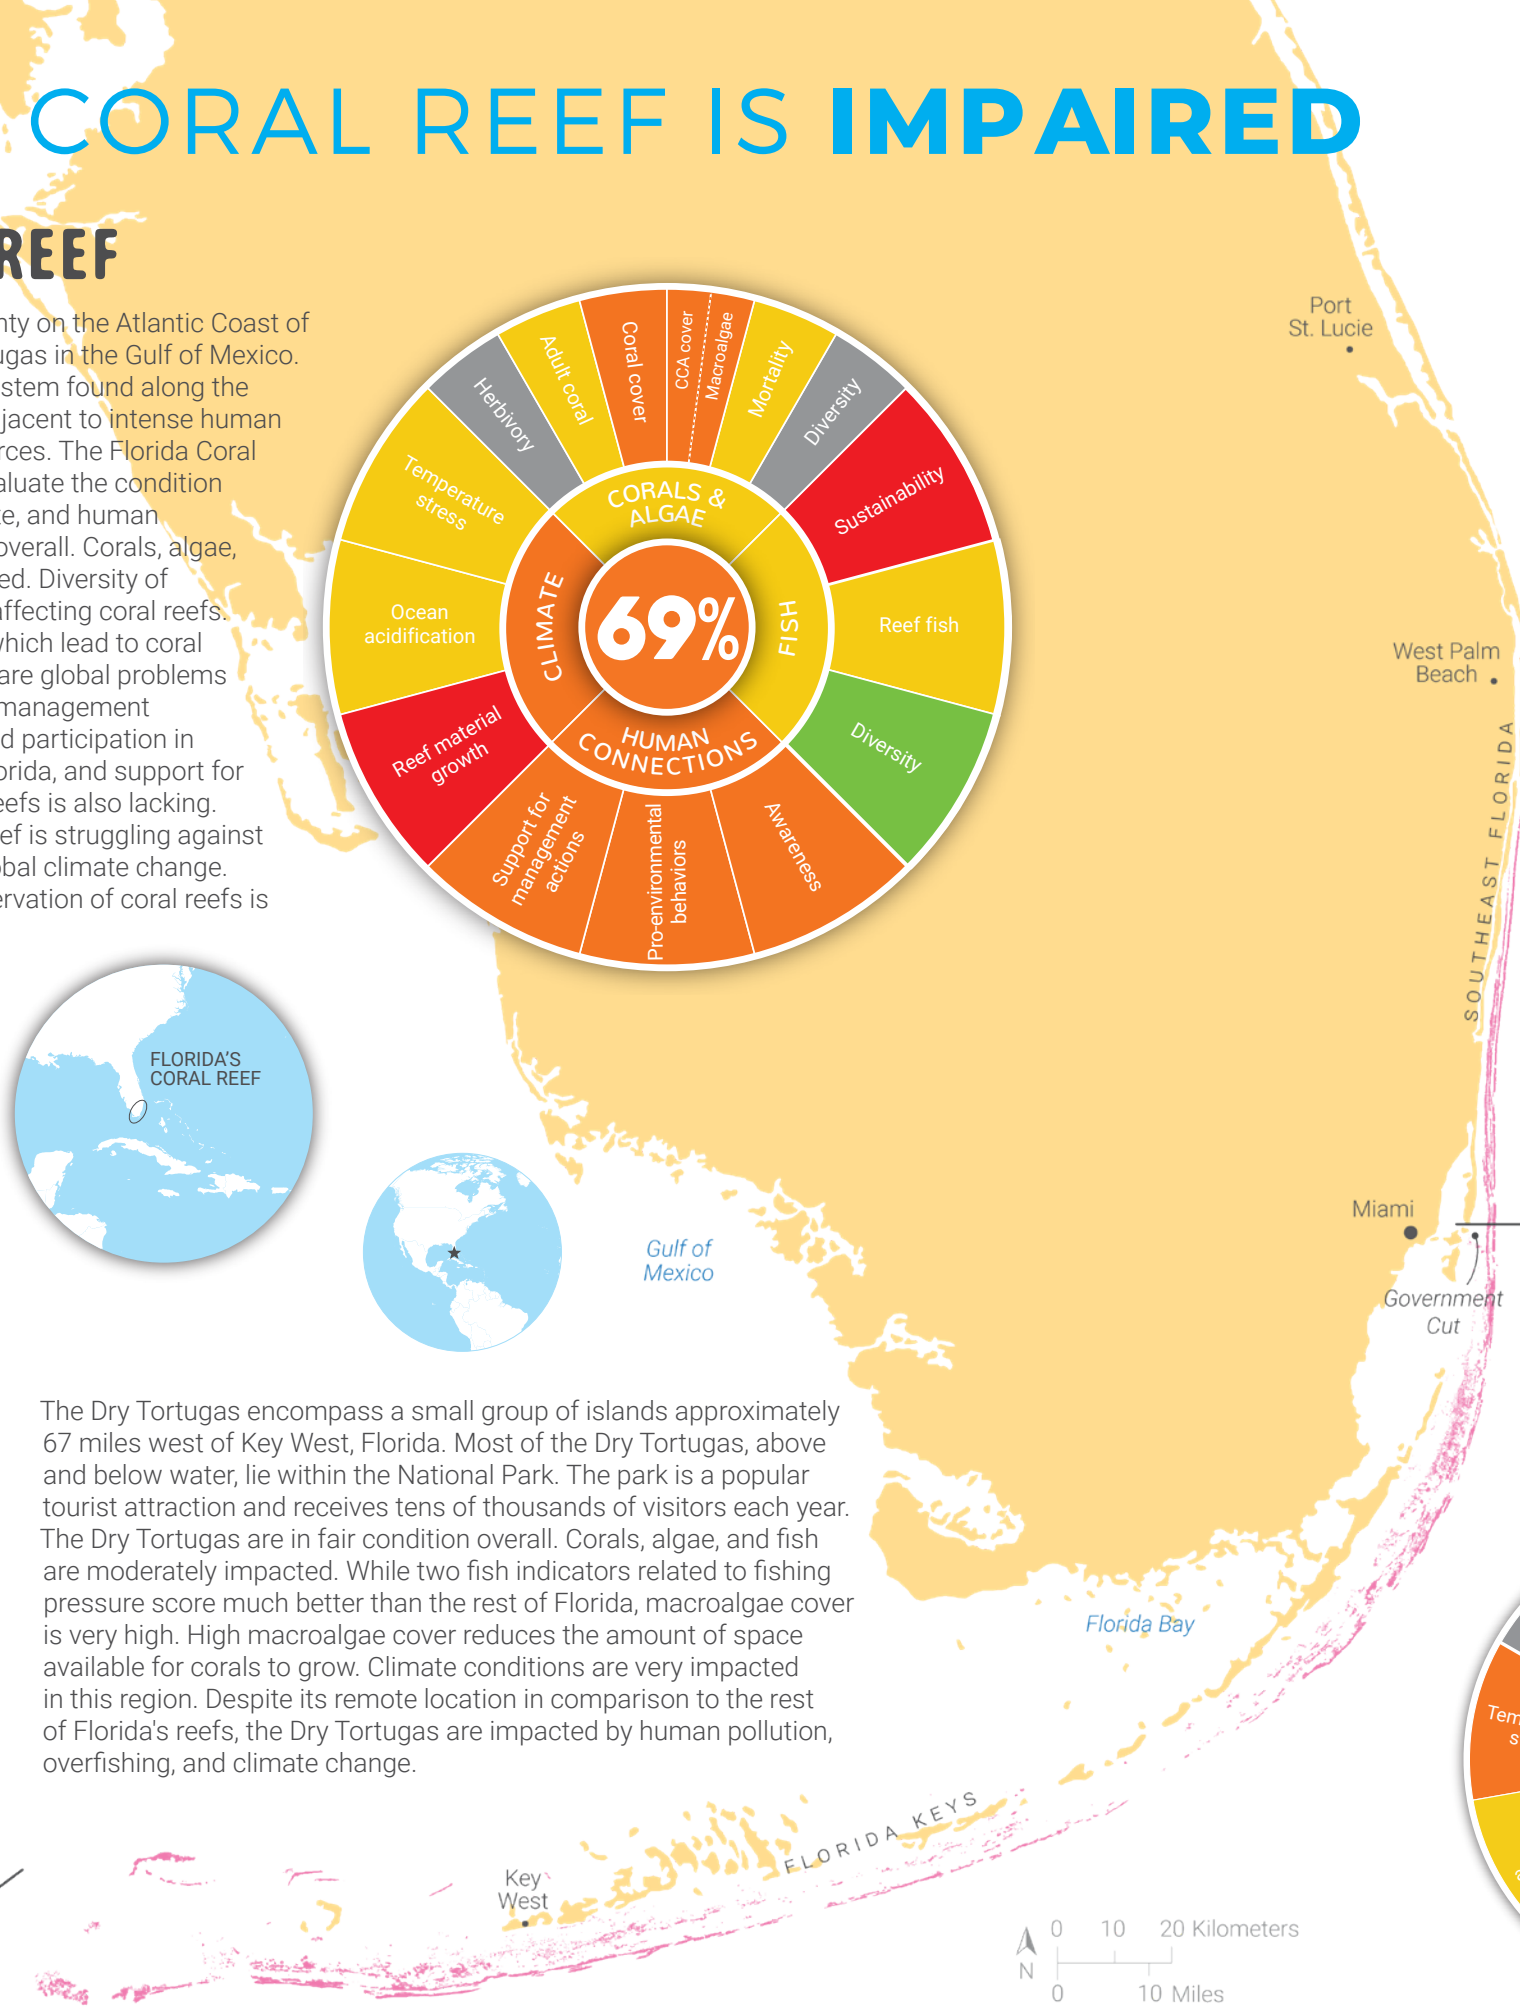 CORAL REEF IS IMPAIRED
REEF
on the Atlantic Coast of
in the Gulf of Mexico.
found along the
to intense human
The Florida Coral
the condition
and human
overall. Corals, algae,
Diversity of
affecting coral reefs.
which lead to coral
are global problems
management
participation in
and support for
is also lacking.
is struggling against
climate change.
of coral reefs is
Herbivory
Adult coral
Coral cover
CCA cover
Macroalgae
Mortality
Diversity
Sustainability
Reef fish
Diversity
Awareness
Pro-environmental
behaviors
Support for
management
actions
Reef material
growth
Ocean
acidification
Temperature
stress
CORALS &
ALGAE
FISH
HUMAN
CONNECTIONS
CLIMATE
69%
Port
St. Lucie
West Palm
Beach
SOUTHEAST FLORIDA
FLORIDA'S
CORAL REEF
Miami
Government
Cut
Gulf of
Mexico
The Dry Tortugas encompass a small group of islands approximately
67 miles west of Key West, Florida. Most of the Dry Tortugas, above
and below water, lie within the National Park. The park is a popular
tourist attraction and receives tens of thousands of visitors each year.
The Dry Tortugas are in fair condition overall. Corals, algae, and fish
are moderately impacted. While two fish indicators related to fishing
pressure score much better than the rest of Florida, macroalgae cover
is very high. High macroalgae cover reduces the amount of space
available for corals to grow. Climate conditions are very impacted
in this region. Despite its remote location in comparison to the rest
of Florida's reefs, the Dry Tortugas are impacted by human pollution,
overfishing, and climate change.
Florida Bay
FLORIDA KEYS
Key
West
0 10 20 Kilometers
N
0 10 Miles